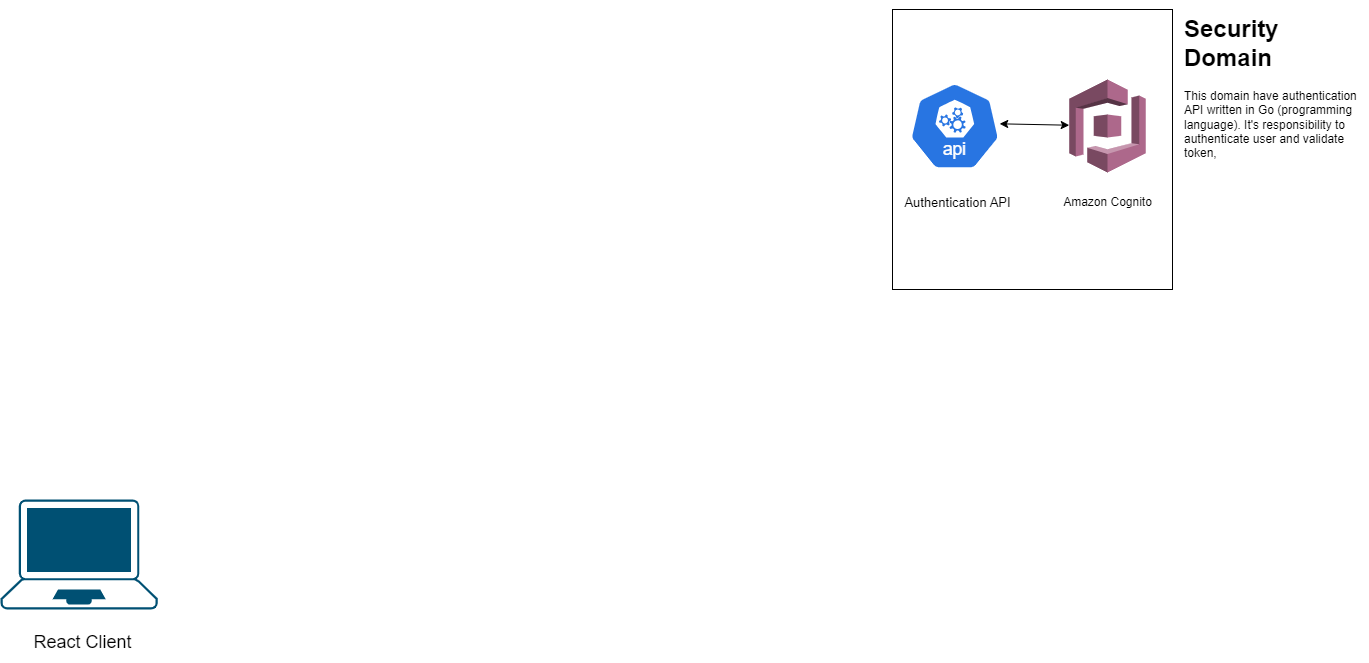 Security
Domain
This domain have authentication
API written in Go (programming
language). It's responsibility to
authenticate user and validate
token,
api
Authentication API
Amazon Cognito
React Client